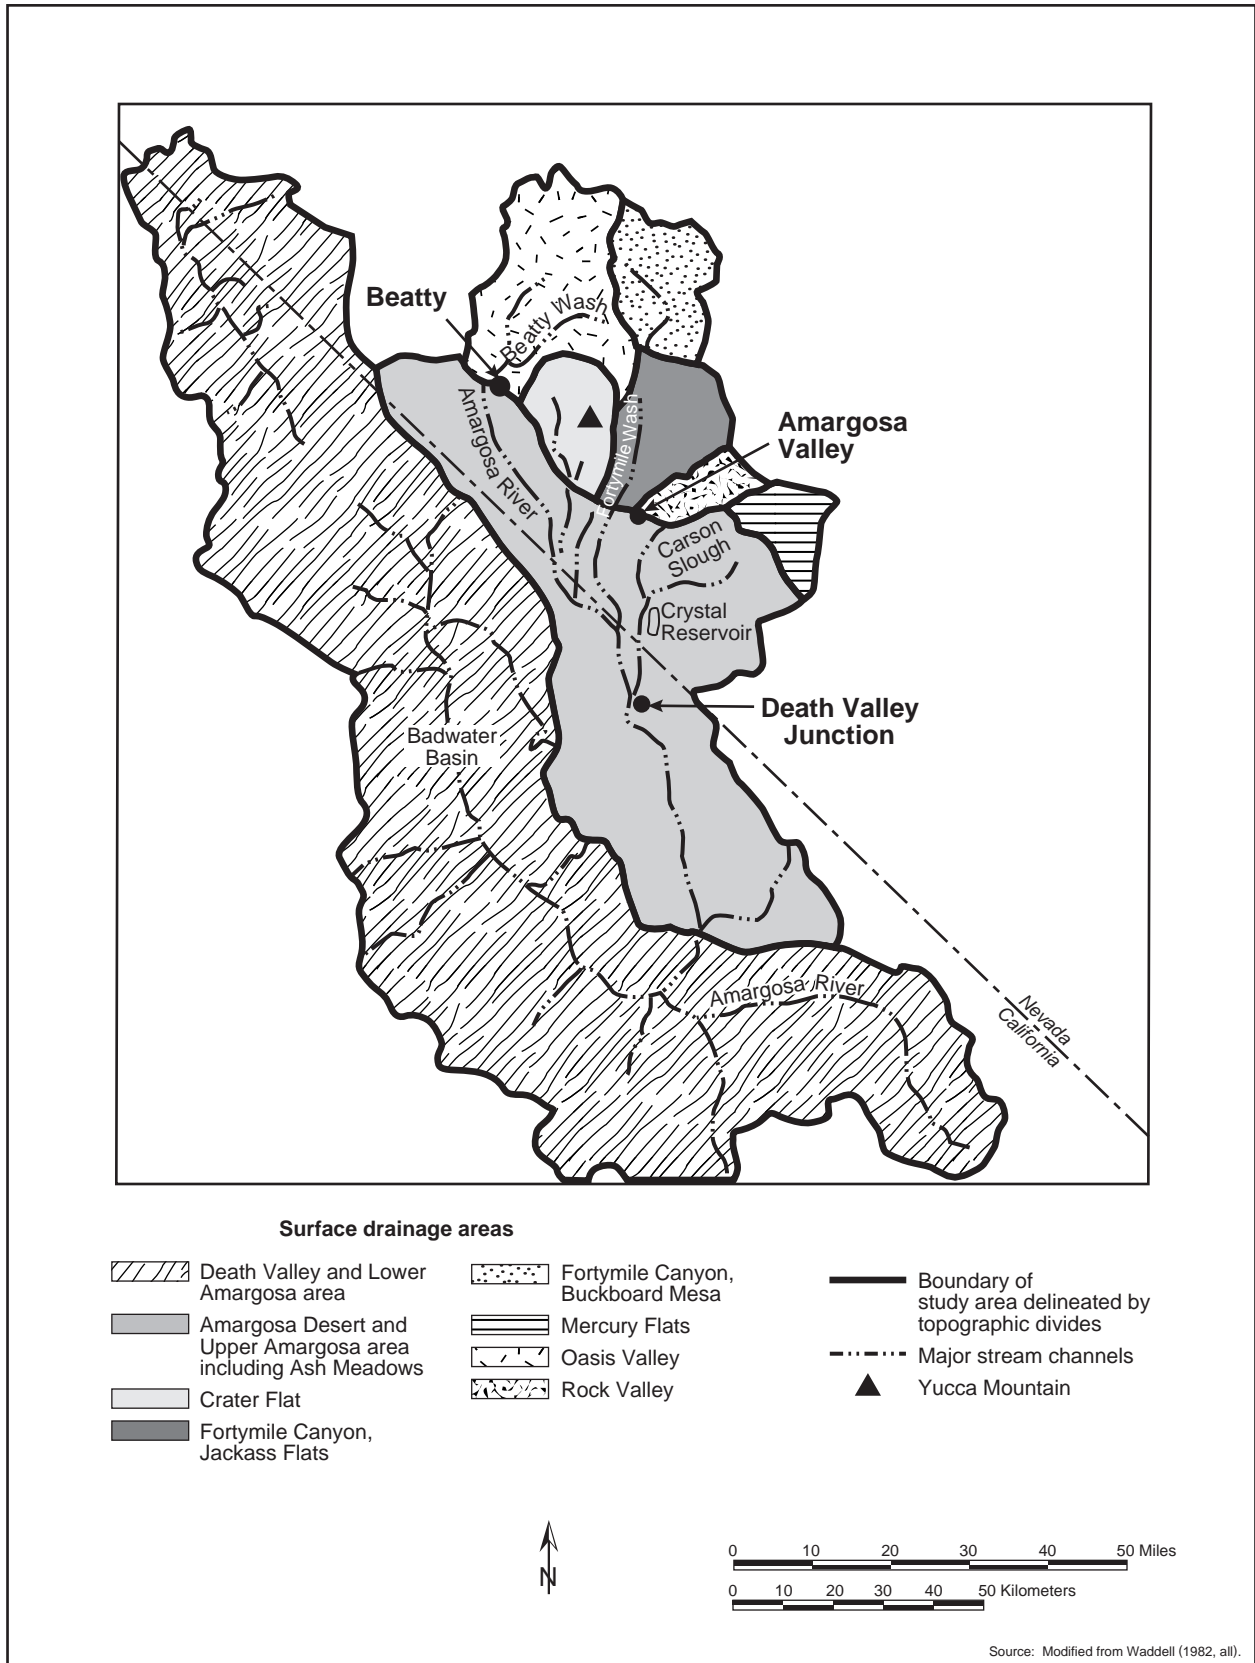 Beatty
Beatty Wash
Amargosa River
Fortymile Wash
Amargosa
Valley
Carson
Slough
Crystal
Reservoir
Death Valley
Junction
Badwater
Basin
Amargosa River
Nevada
California
Surface drainage areas
Death Valley and Lower
Amargosa area
Amargosa Desert and
Upper Amargosa area
including Ash Meadows
Crater Flat
Fortymile Canyon,
Jackass Flats
Fortymile Canyon,
Buckboard Mesa
Mercury Flats
Oasis Valley
Rock Valley
Boundary of
study area delineated by
topographic divides
Major stream channels
Yucca Mountain
N
0 10 20 30 40 50 Miles
0 10 20 30 40 50 Kilometers
Source: Modified from Waddell (1982, all).